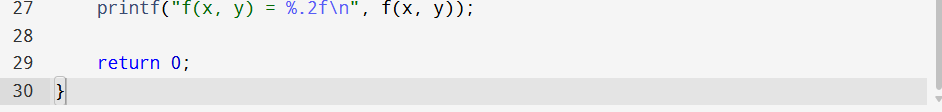 27 printf("f(x, y) = %.2f\n", f(x, y));
28
29 return 0;
30 }